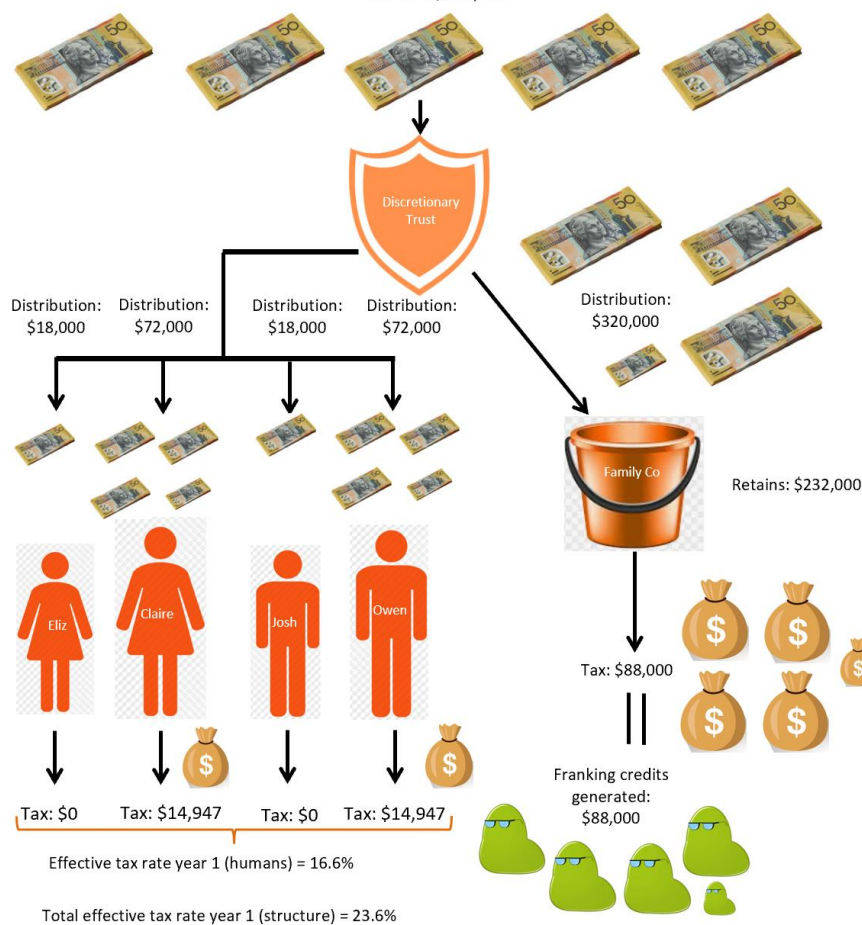 Discretionary
Trust
Distribution:
$18,000
Distribution:
$72,000
Distribution:
$18,000
Distribution:
$72,000
Distribution:
$320,000
Family Co
Retains: $232,000
Eliz
Claire
Josh
Owen
Tax: $88,000
Franking credits
generated:
$88,000
Tax: $0
Tax: $14,947
Tax: $0
Tax: $14,947
Effective tax rate year 1 (humans) = 16.6%
Total effective tax rate year 1 (structure) = 23.6%